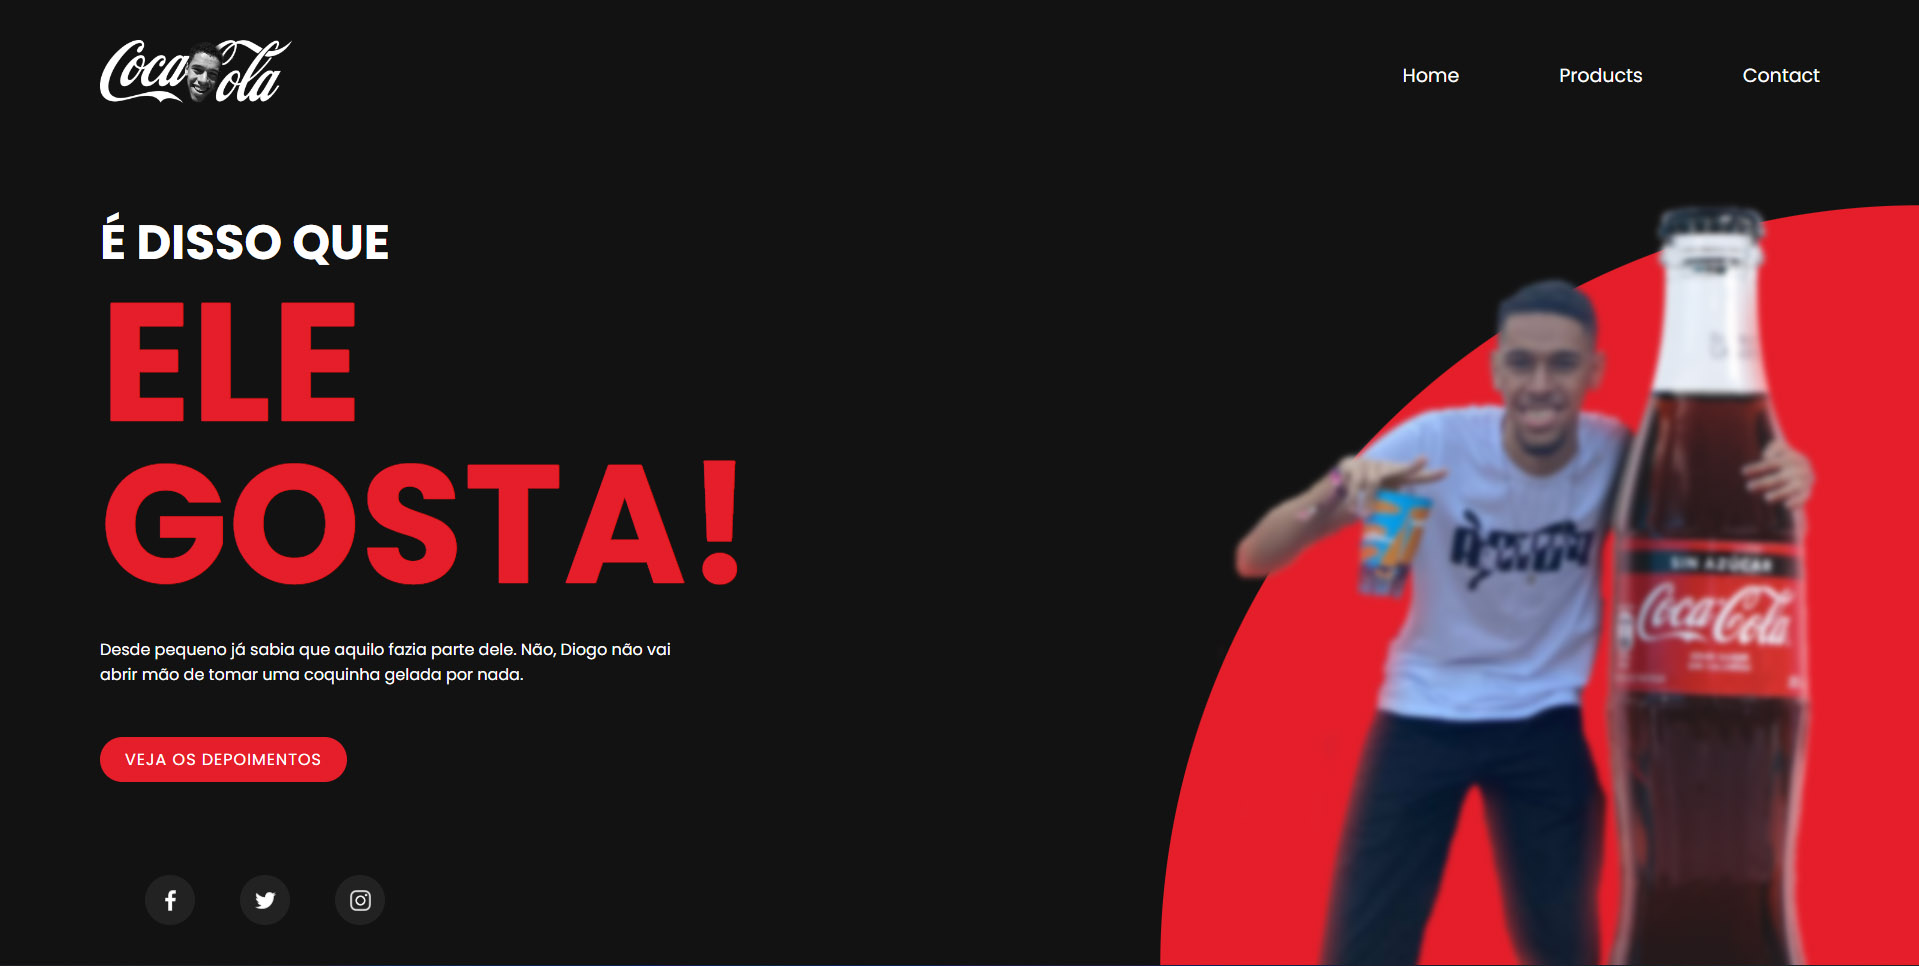 Coca Cola
Home
Products
Contact
É DISSO QUE
ELE
GOSTA!
Desde pequeno já sabia que aquilo fazia parte dele. Não, Diogo não vai
abrir mão de tomar uma coquinha gelada por nada.
VEJA OS DEPOIMENTOS
SIN AZÚCAR
Coca-Cola